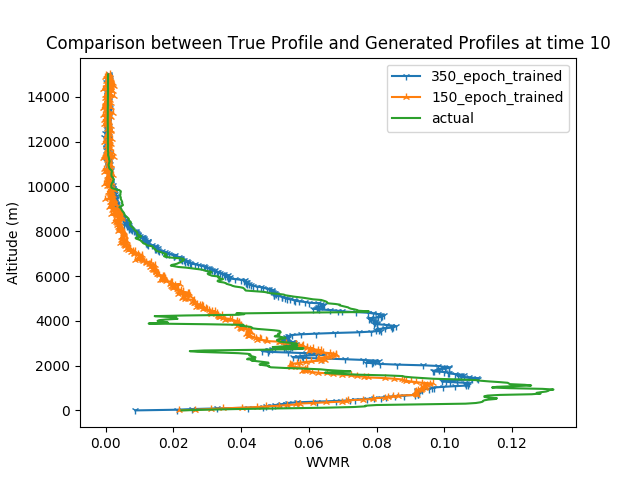 Comparison between True Profile and Generated Profiles at time 10
350_epoch_trained
150_epoch_trained
actual
Altitude (m)
14000
12000
10000
8000
6000
4000
2000
0
0.00 0.02 0.04 0.06 0.08 0.10 0.12
WVMR